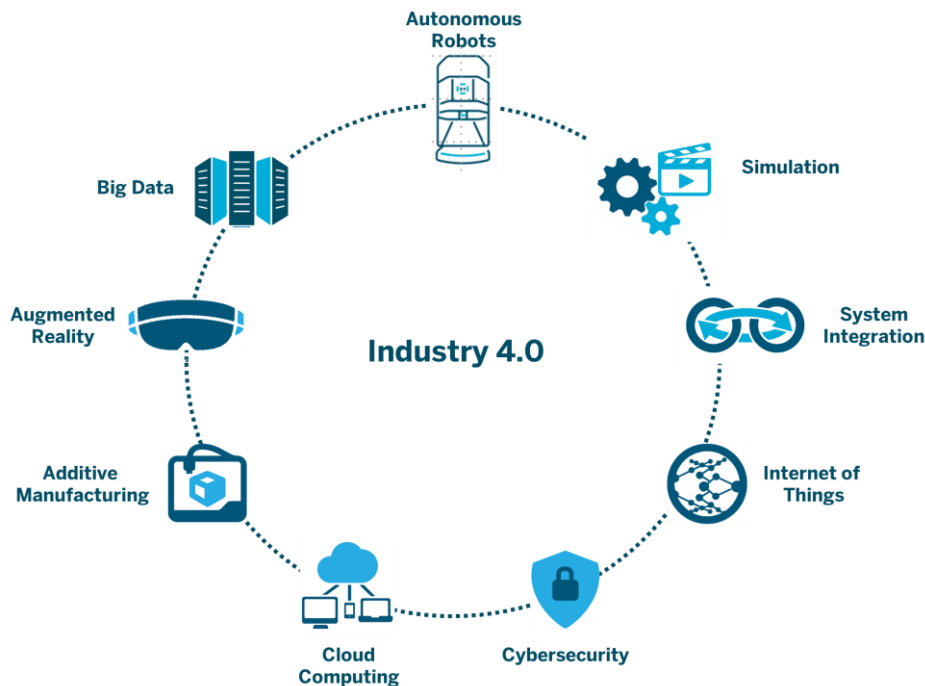 Autonomous
Robots
Simulation
Big Data
System
Integration
Augmented
Reality
Industry 4.0
Internet of
Things
Additive
Manufacturing
Cybersecurity
Cloud
Computing